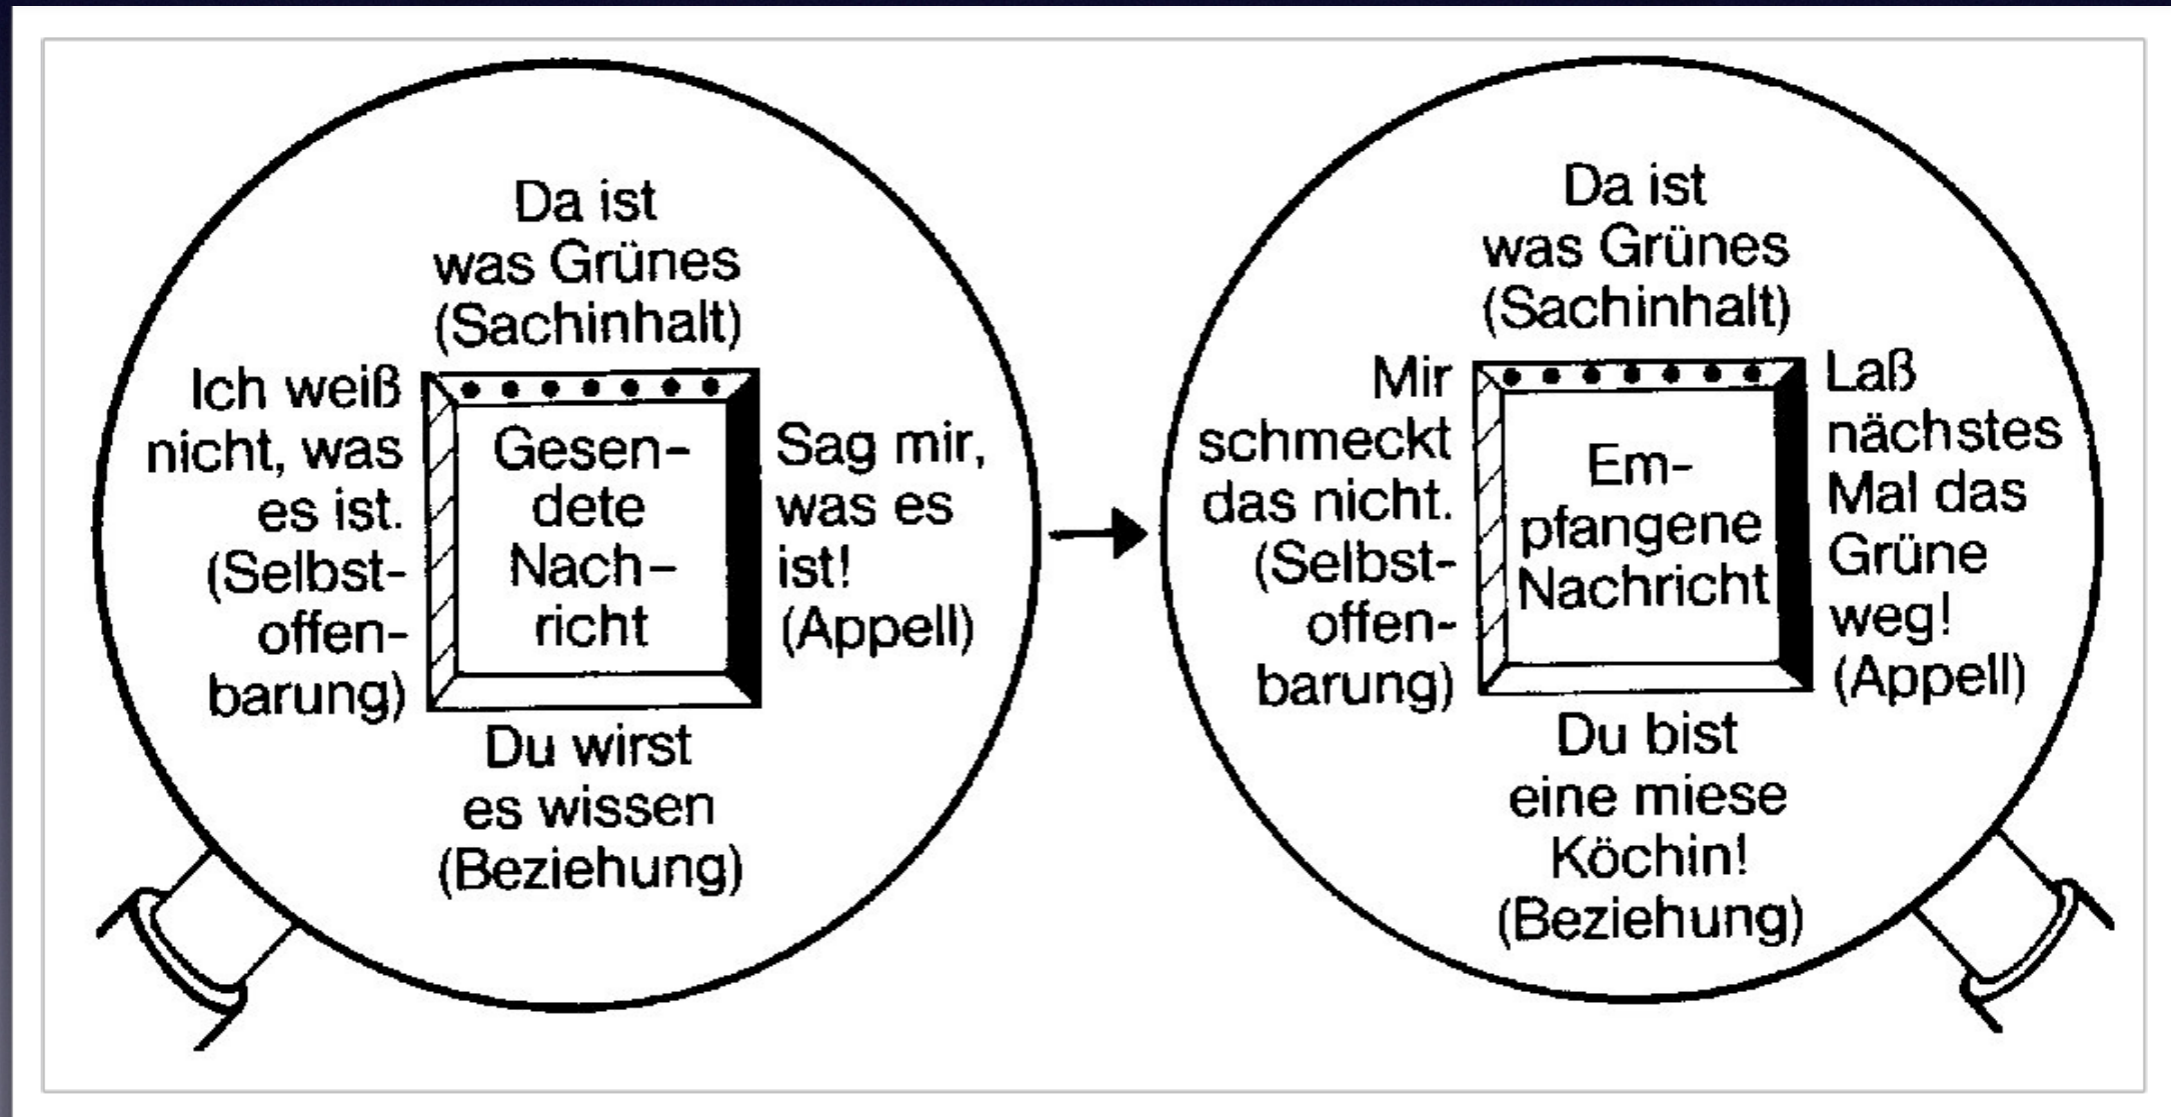 Da ist
was Grünes
(Sachinhalt)
Ich weiß
nicht, was
es ist.
(Selbst-
offen-
barung)
Gesen-
dete
Nach-
richt
Sag mir,
was es
ist!
(Appell)
Du wirst
es wissen
(Beziehung)
Da ist
was Grünes
(Sachinhalt)
Mir
schmeckt
das nicht.
(Selbst-
offen-
barung)
Em-
pfangene
Nachricht
Laß
nächstes
Mal das
Grüne
weg!
(Appell)
Du bist
eine miese
Köchin!
(Beziehung)